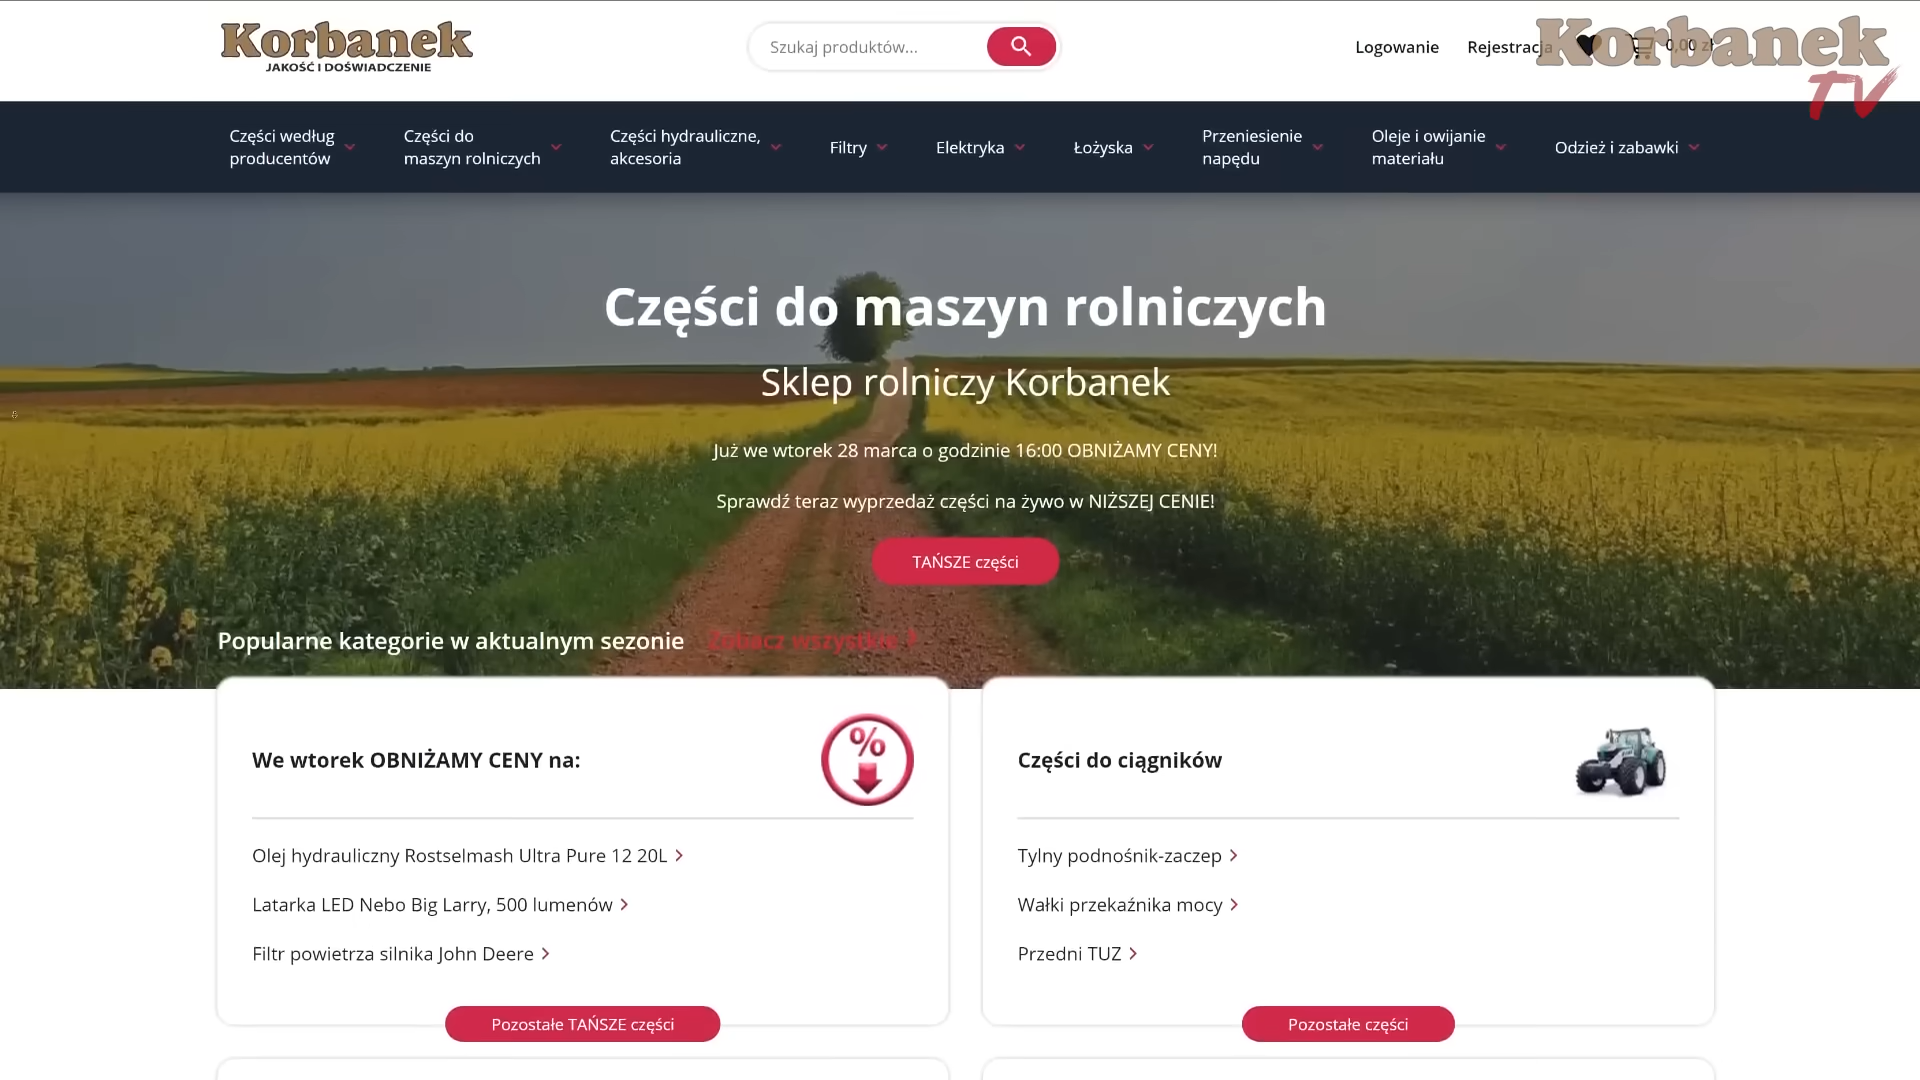 Korbanek
JAKOŚĆ I DOŚWIADCZENIE
Szukaj produktów...
Logowanie
Rejestracja
0,00 zł
Korbanek
TV
Części według
producentów
Części do
maszyn rolniczych
Części hydrauliczne,
akcesoria
Filtry
Elektryka
Łożyska
Przeniesienie
napędu
Oleje i owijanie
materiału
Odzież i zabawki
Części do maszyn rolniczych
Sklep rolniczy Korbanek
Już we wtorek 28 marca o godzinie 16:00 OBNIŻAMY CENY!
Sprawdź teraz wyprzedaż części na żywo w NIŻSZEJ CENIE!
TAŃSZE części
Popularne kategorie w aktualnym sezonie Zobacz wszystkie
We wtorek OBNIŻAMY CENY na:
%
Olej hydrauliczny Rostselmash Ultra Pure 12 20L
Latarka LED Nebo Big Larry, 500 lumenów
Filtr powietrza silnika John Deere
Pozostałe TAŃSZE części
Części do ciągników
Tylny podnośnik-zaczep
Wałki przekaźnika mocy
Przedni TUZ
Pozostałe części